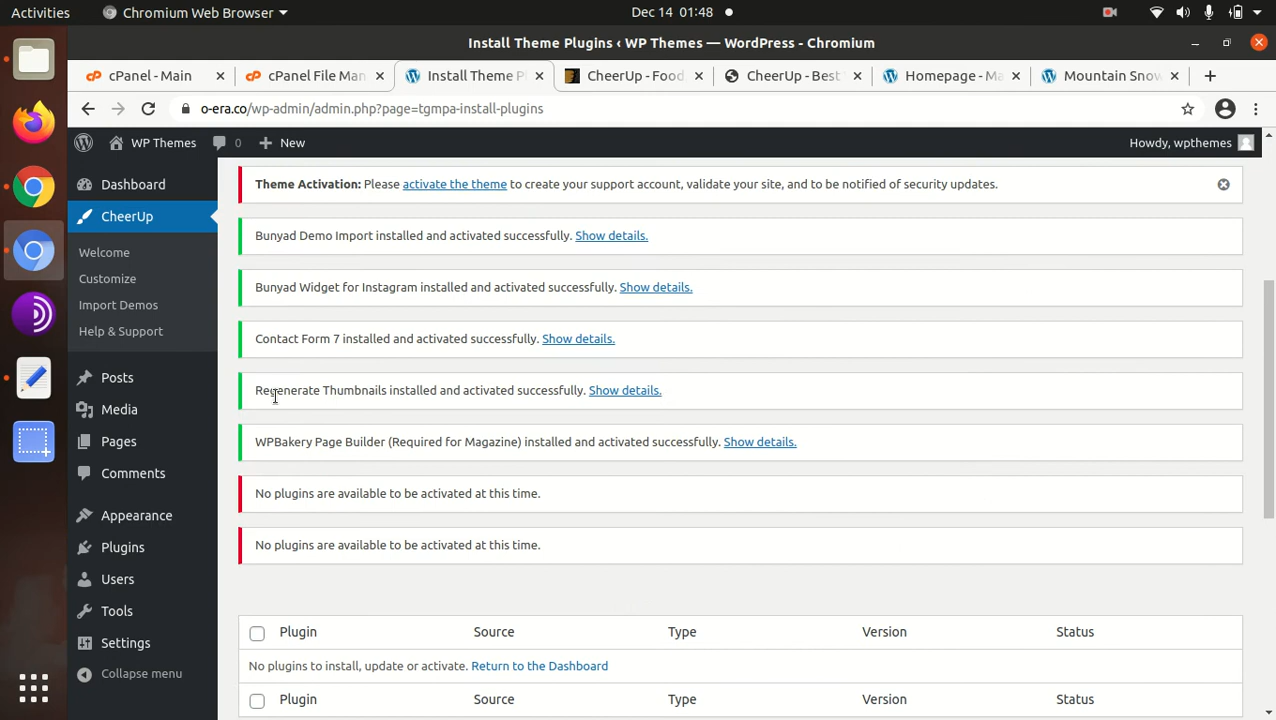 Activities
Chromium Web Browser
Dec 14 01:48
Install Theme Plugins ‹ WP Themes — WordPress - Chromium
cPanel - Main
cPanel File Man
Install Theme P
CheerUp - Food
CheerUp - Best
Homepage - Ma
Mountain Snow
o-era.co/wp-admin/admin.php?page=tgmpa-install-plugins
WP Themes
0
New
Howdy, wpthemes
Dashboard
CheerUp
Welcome
Customize
Import Demos
Help & Support
Posts
Media
Pages
Comments
Appearance
Plugins
Users
Tools
Settings
Collapse menu
Theme Activation: Please activate the theme to create your support account, validate your site, and to be notified of security updates.
Bunyad Demo Import installed and activated successfully. Show details.
Bunyad Widget for Instagram installed and activated successfully. Show details.
Contact Form 7 installed and activated successfully. Show details.
Regenerate Thumbnails installed and activated successfully. Show details.
WPBakery Page Builder (Required for Magazine) installed and activated successfully. Show details.
No plugins are available to be activated at this time.
No plugins are available to be activated at this time.
Plugin Source Type Version Status
No plugins to install, update or activate. Return to the Dashboard
Plugin Source Type Version Status